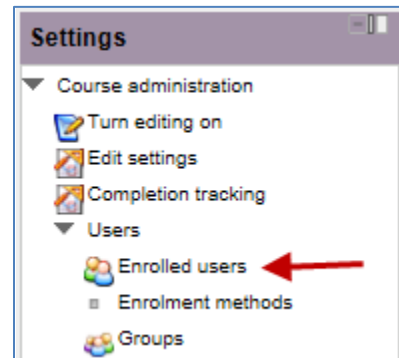 Settings
Course administration
Turn editing on
Edit settings
Completion tracking
Users
Enrolled users
Enrolment methods
Groups